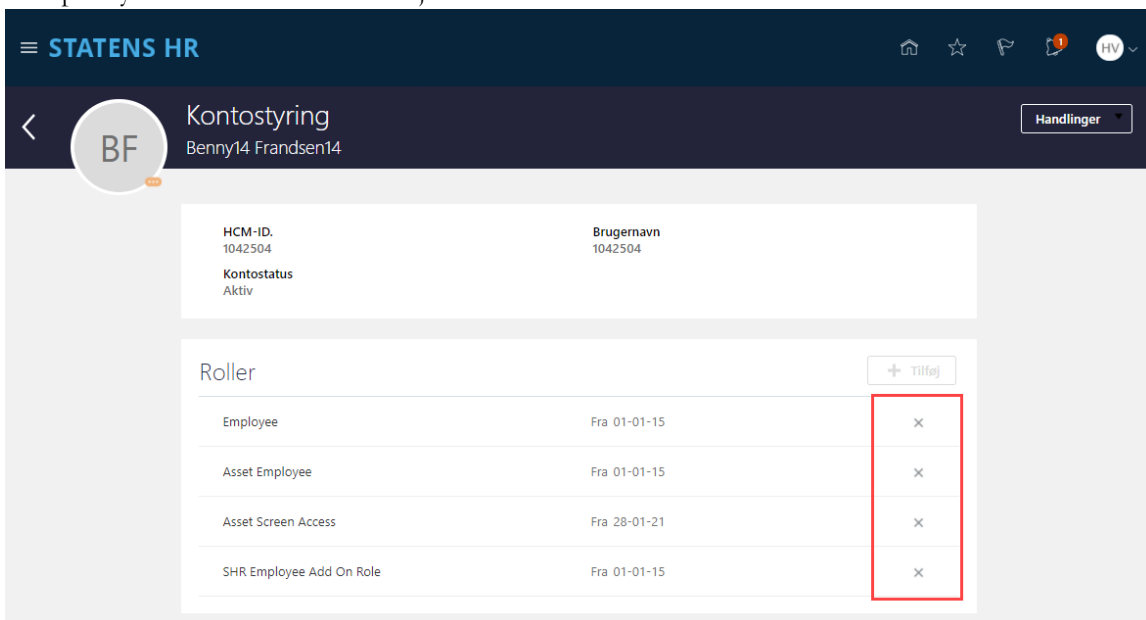 STATENS HR
1
HV
BF
Kontostyring
Benny14 Frandsen14
Handlinger
HCM-ID.
1042504
Brugernavn
1042504
Kontostatus
Aktiv
Roller
Tilføj
Employee Fra 01-01-15
Asset Employee Fra 01-01-15
Asset Screen Access Fra 28-01-21
SHR Employee Add On Role Fra 01-01-15